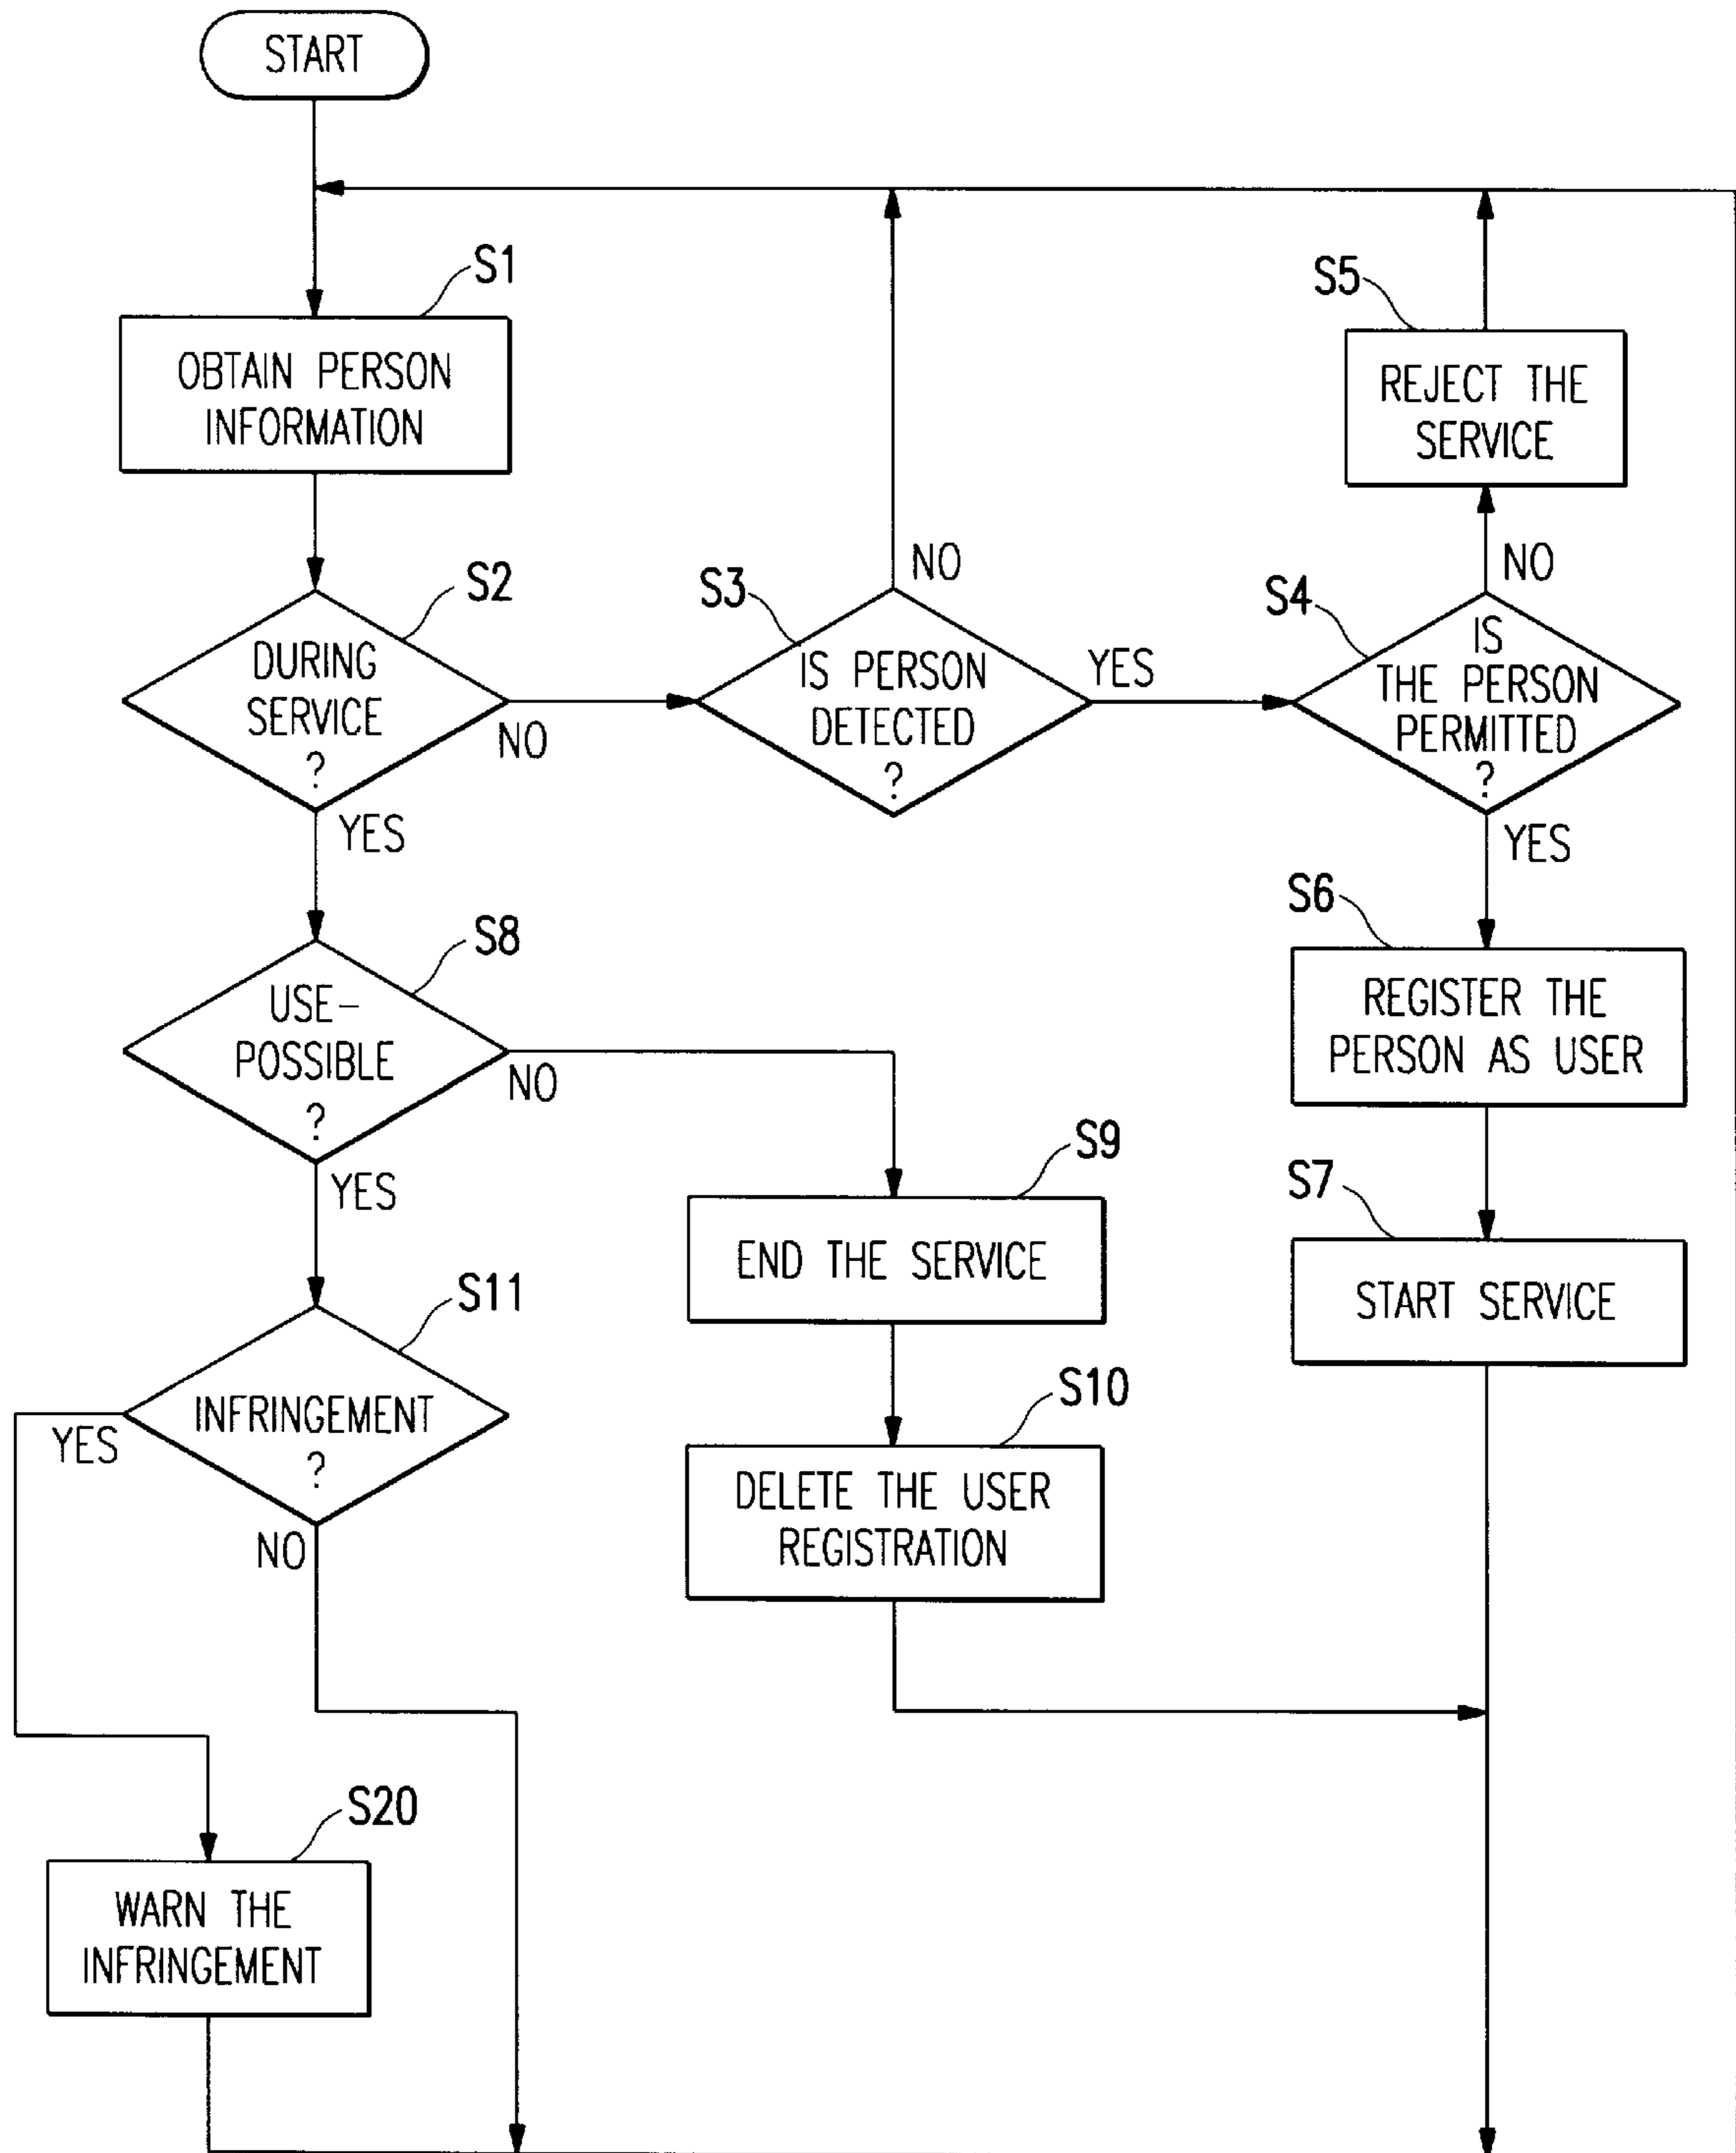 START
S1
OBTAIN PERSON
INFORMATION
S2
DURING
SERVICE
?
NO
YES
S3
IS PERSON
DETECTED
?
NO
YES
S4
IS
THE PERSON
PERMITTED
?
NO
YES
S5
REJECT THE
SERVICE
S6
REGISTER THE
PERSON AS USER
S7
START SERVICE
S8
USE-
POSSIBLE
?
NO
YES
S9
END THE SERVICE
S10
DELETE THE USER
REGISTRATION
S11
INFRINGEMENT
?
YES
NO
S20
WARN THE
INFRINGEMENT